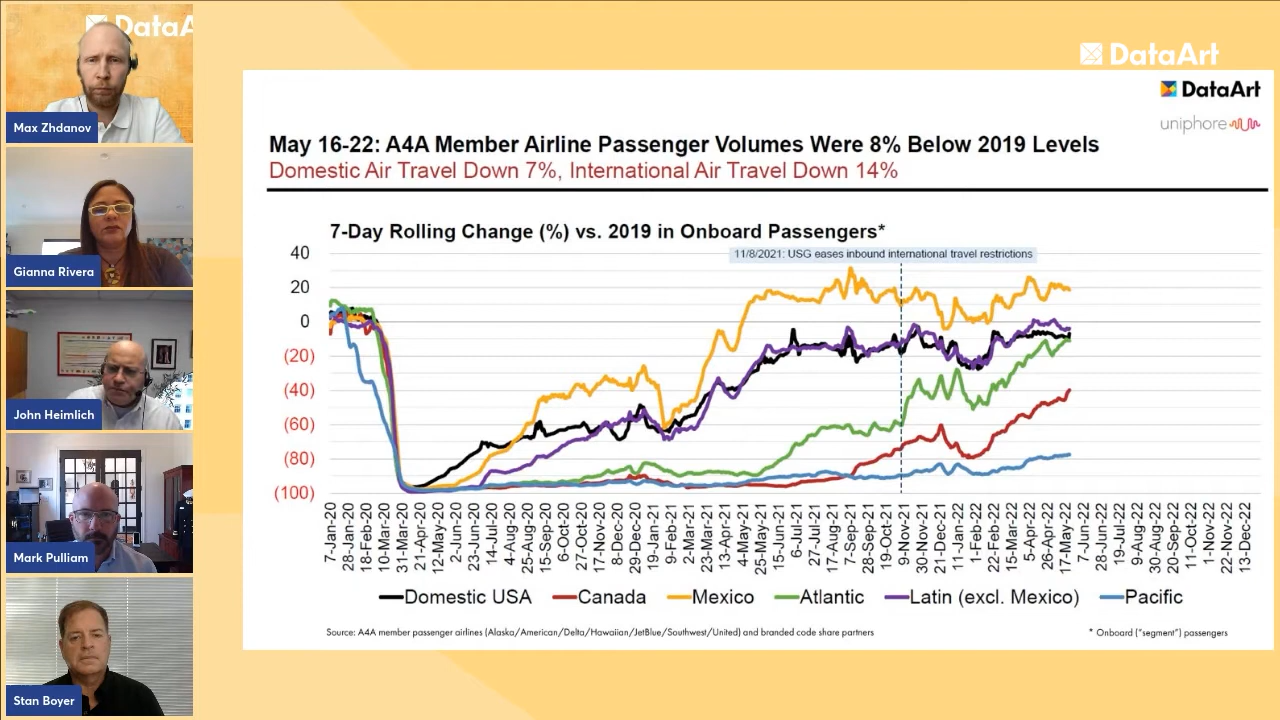 DataA
Max Zhdanov
Gianna Rivera
John Heimlich
Mark Pulliam
Stan Boyer
DataArt
DataArt
uniphore
May 16-22: A4A Member Airline Passenger Volumes Were 8% Below 2019 Levels
Domestic Air Travel Down 7%, International Air Travel Down 14%
7-Day Rolling Change (%) vs. 2019 in Onboard Passengers*
11/8/2021: USG eases inbound international travel restrictions
40
20
0
(20)
(40)
(60)
(80)
(100)
7-Jan-20
28-Jan-20
18-Feb-20
10-Mar-20
31-Mar-20
21-Apr-20
12-May-20
2-Jun-20
23-Jun-20
14-Jul-20
4-Aug-20
25-Aug-20
15-Sep-20
6-Oct-20
27-Oct-20
17-Nov-20
8-Dec-20
29-Dec-20
19-Jan-21
9-Feb-21
2-Mar-21
23-Mar-21
13-Apr-21
4-May-21
25-May-21
15-Jun-21
6-Jul-21
27-Jul-21
17-Aug-21
7-Sep-21
28-Sep-21
19-Oct-21
9-Nov-21
30-Nov-21
21-Dec-21
11-Jan-22
1-Feb-22
22-Feb-22
15-Mar-22
5-Apr-22
26-Apr-22
17-May-22
7-Jun-22
28-Jun-22
19-Jul-22
9-Aug-22
30-Aug-22
20-Sep-22
11-Oct-22
1-Nov-22
22-Nov-22
13-Dec-22
Domestic USA
Canada
Mexico
Atlantic
Latin (excl. Mexico)
Pacific
Source: A4A member passenger airlines (Alaska/American/Delta/Hawaiian/JetBlue/Southwest/United) and branded code share partners
* Onboard ("segment") passengers